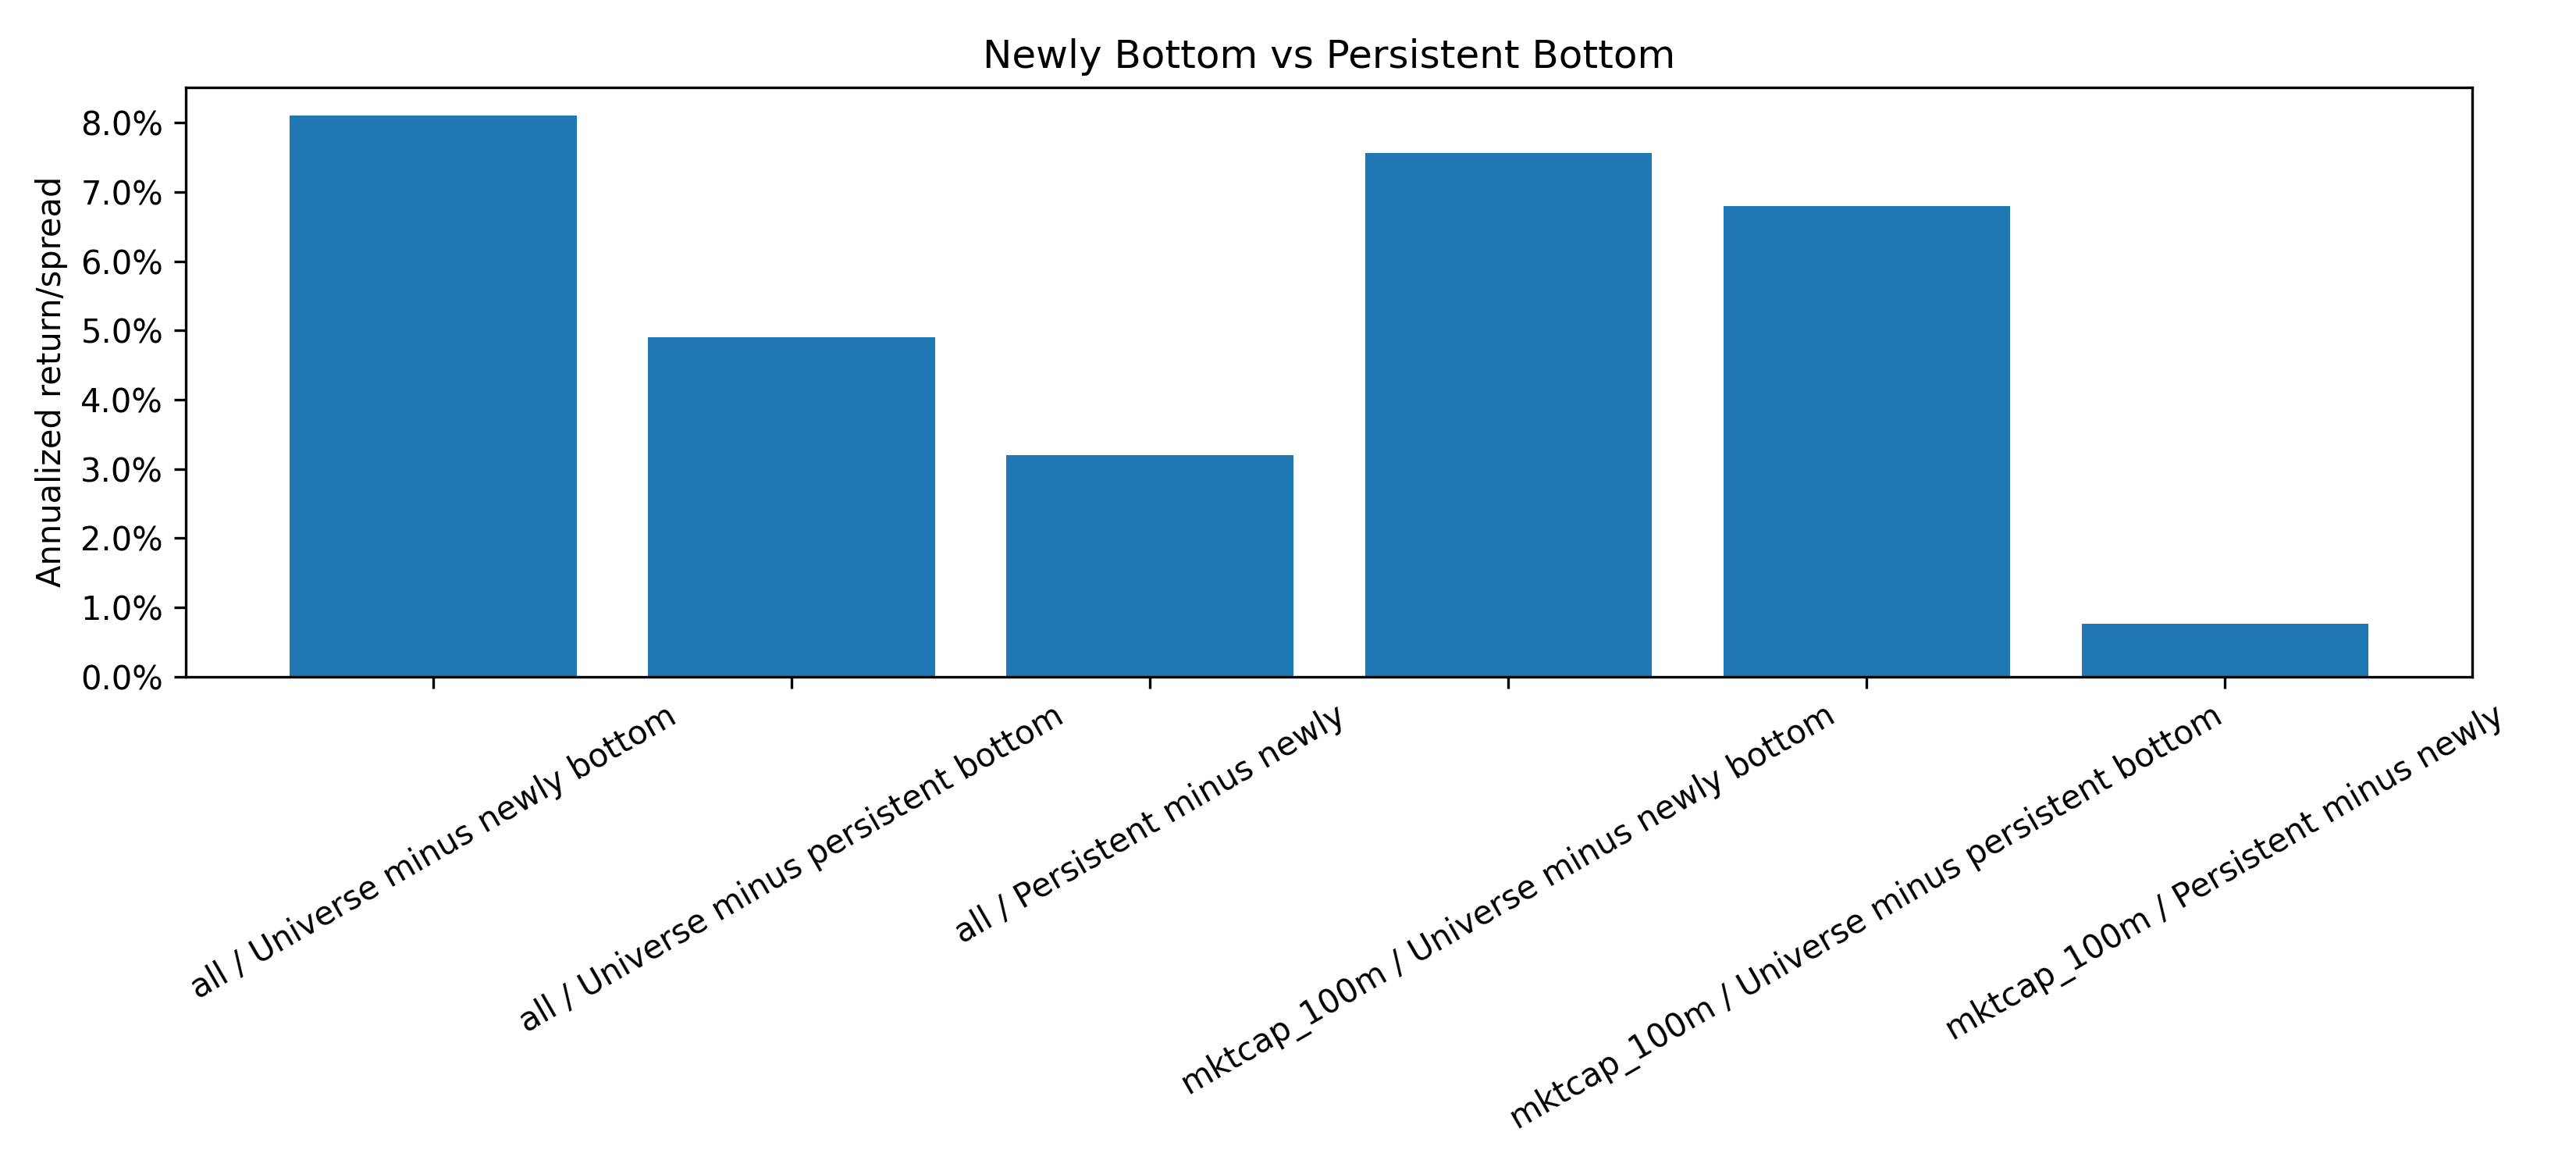 Newly Bottom vs Persistent Bottom
Annualized return/spread
8.0%
7.0%
6.0%
5.0%
4.0%
3.0%
2.0%
1.0%
0.0%
all / Universe minus newly bottom
all / Universe minus persistent bottom
all / Persistent minus newly
mktcap_100m / Universe minus newly bottom
mktcap_100m / Universe minus persistent bottom
mktcap_100m / Persistent minus newly